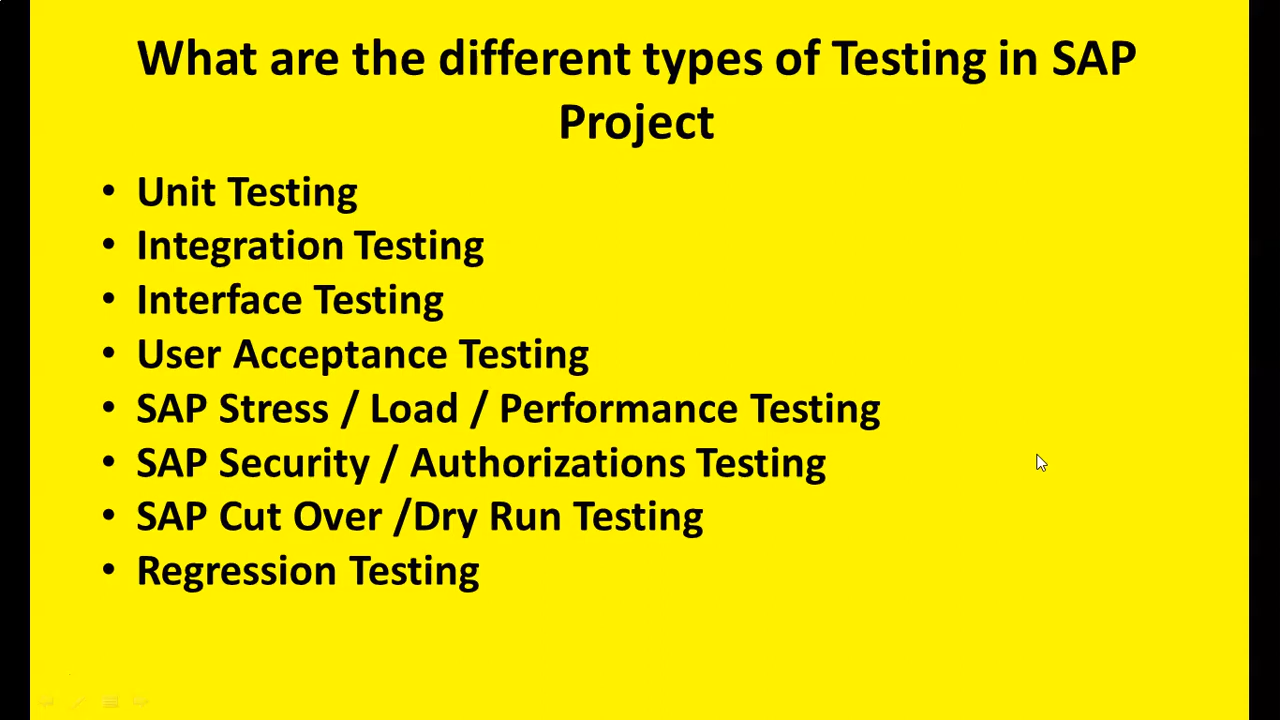 What are the different types of Testing in SAP
Project
• Unit Testing
• Integration Testing
• Interface Testing
• User Acceptance Testing
• SAP Stress / Load / Performance Testing
• SAP Security / Authorizations Testing
• SAP Cut Over /Dry Run Testing
• Regression Testing